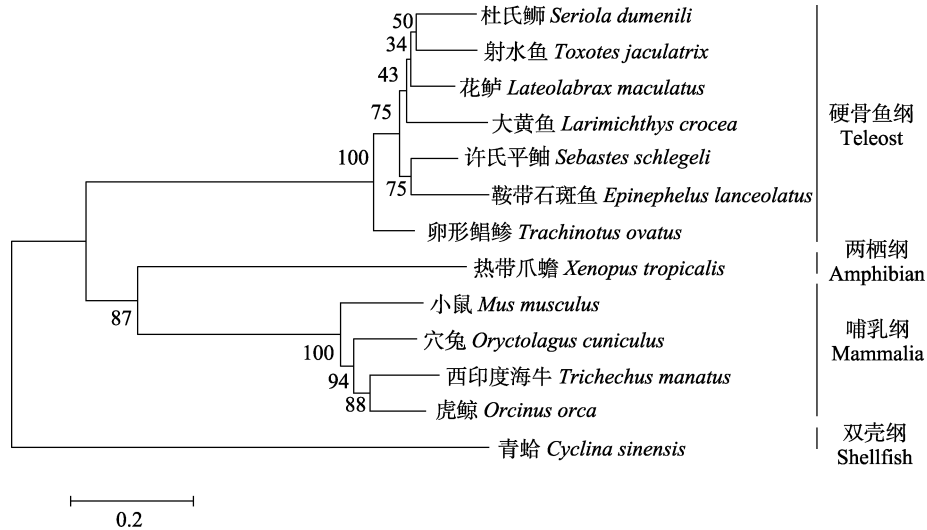 50
杜氏鰤 Seriola dumenili
34
射水鱼 Toxotes jaculatrix
43
花鲈 Lateolabrax maculatus
75
大黄鱼 Larimichthys crocea
硬骨鱼纲
Teleost
100
许氏平鲉 Sebastes schlegeli
75
鞍带石斑鱼 Epinephelus lanceolatus
卵形鲳鲹 Trachinotus ovatus
热带爪蟾 Xenopus tropicalis
两栖纲
Amphibian
87
小鼠 Mus musculus
100
穴兔 Oryctolagus cuniculus
哺乳纲
Mammalia
94
西印度海牛 Trichechus manatus
88
虎鲸 Orcinus orca
青蛤 Cyclina sinensis
双壳纲
Shellfish
0.2